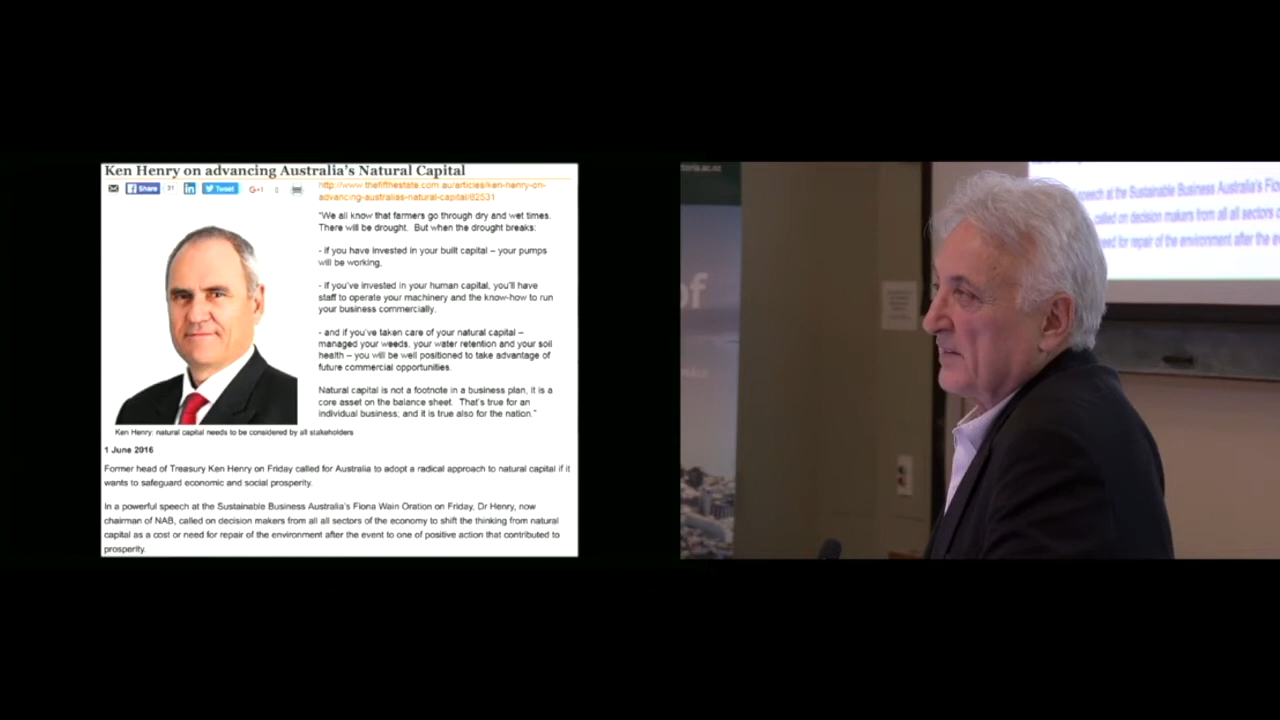 Ken Henry on advancing Australia's Natural Capital
Share 31 Tweet G+1 0
http://www.thefifthestate.com.au/articles/ken-henry-on-
advancing-australias-natural-capital/82531
"We all know that farmers go through dry and wet times.
There will be drought. But when the drought breaks:
- if you have invested in your built capital – your pumps
will be working,
- if you've invested in your human capital, you'll have
staff to operate your machinery and the know-how to run
your business commercially.
- and if you've taken care of your natural capital –
managed your weeds, your water retention and your soil
health – you will be well positioned to take advantage of
future commercial opportunities.
Natural capital is not a footnote in a business plan, it is a
core asset on the balance sheet. That's true for an
individual business; and it is true also for the nation."
Ken Henry: natural capital needs to be considered by all stakeholders
1 June 2016
Former head of Treasury Ken Henry on Friday called for Australia to adopt a radical approach to natural capital if it
wants to safeguard economic and social prosperity.
In a powerful speech at the Sustainable Business Australia's Fiona Wain Oration on Friday, Dr Henry, now
chairman of NAB, called on decision makers from all all sectors of the economy to shift the thinking from natural
capital as a cost or need for repair of the environment after the event to one of positive action that contributed to
prosperity.
toria.ac.nz
of
speech at the Sustainable Business Australia's Fio
called on decision makers from all all sectors o
eed for repair of the environment after the e